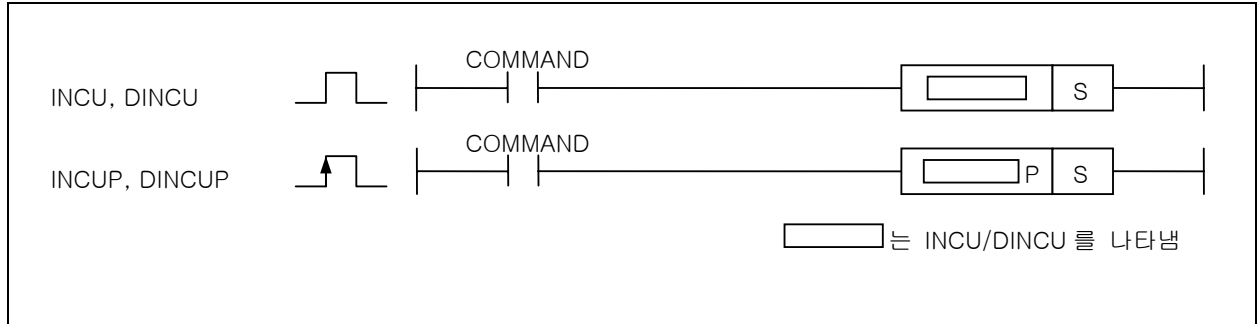 COMMAND
INCU, DINCU
S
COMMAND
INCUP, DINCUP
P S
는 INCU/DINCU 를 나타냄